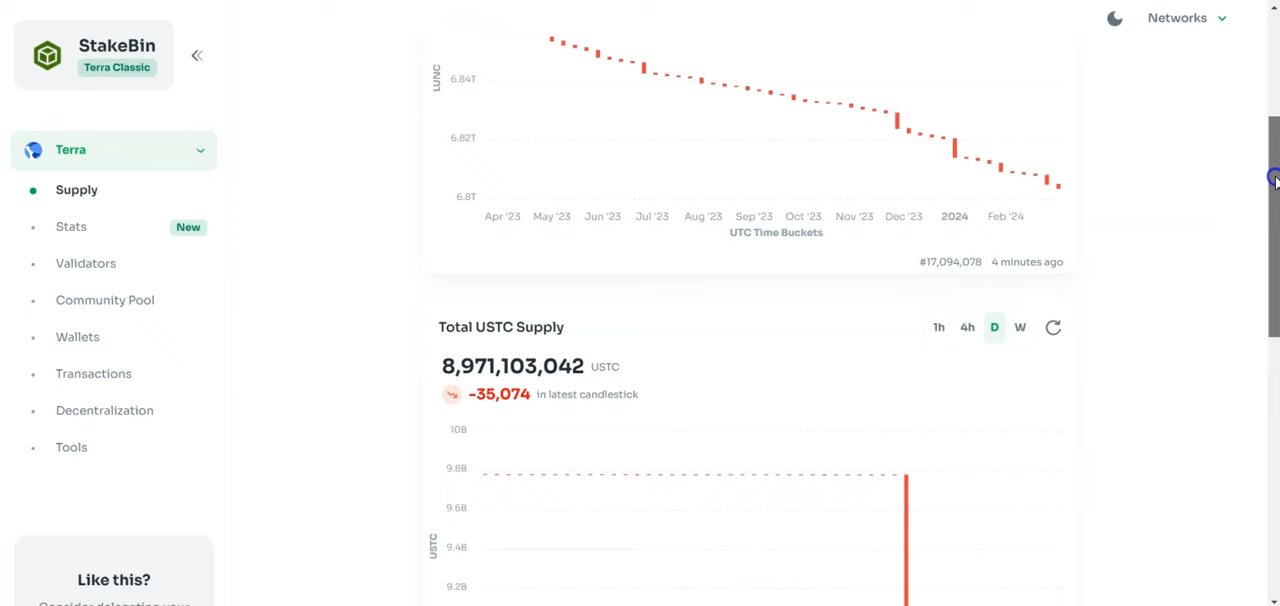 StakeBin
Terra Classic
Networks
Terra
Supply
Stats
New
Validators
Community Pool
Wallets
Transactions
Decentralization
Tools
Like this?
LUNC
6.84T
6.82T
6.8T
Apr '23 May '23 Jun '23 Jul '23 Aug '23 Sep '23 Oct '23 Nov '23 Dec '23 2024 Feb '24
UTC Time Buckets
#17,094,078 4 minutes ago
Total USTC Supply
1h 4h D W
8,971,103,042 USTC
-35,074 in latest candlestick
USTC
10B
9.8B
9.6B
9.4B
9.2B